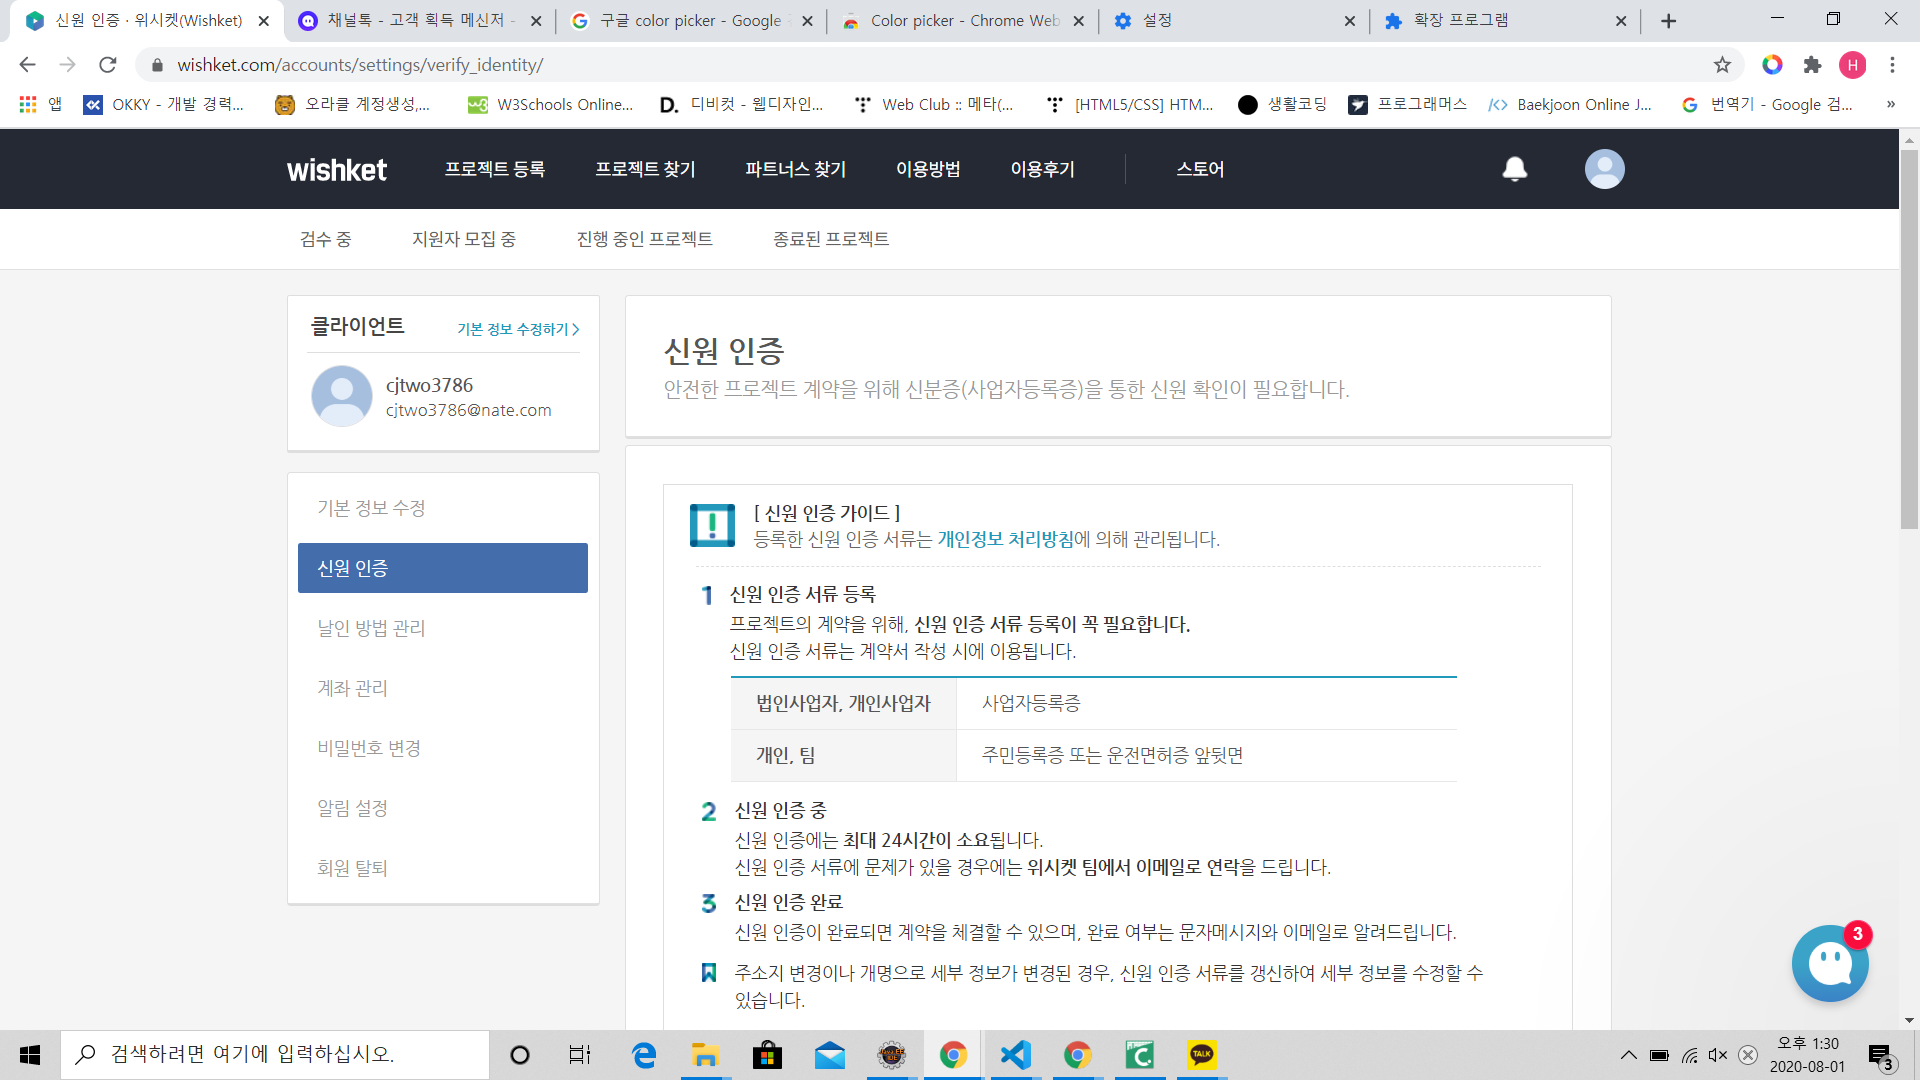 신원 인증 · 위시켓(Wishket)
채널톡 - 고객 획득 메신저 -
구글 color picker - Google
Color picker - Chrome Web
설정
확장 프로그램
wishket.com/accounts/settings/verify_identity/
H
앱
OKKY - 개발 경력...
오라클 계정생성,...
W3Schools Online...
디비컷 - 웹디자인...
Web Club :: 메타(...
[HTML5/CSS] HTM...
생활코딩
프로그래머스
Baekjoon Online J...
번역기 - Google 검...
»
wishket
프로젝트 등록
프로젝트 찾기
파트너스 찾기
이용방법
이용후기
스토어
검수 중
지원자 모집 중
진행 중인 프로젝트
종료된 프로젝트
클라이언트
기본 정보 수정하기
cjtwo3786
cjtwo3786@nate.com
기본 정보 수정
신원 인증
날인 방법 관리
계좌 관리
비밀번호 변경
알림 설정
회원 탈퇴
신원 인증
안전한 프로젝트 계약을 위해 신분증(사업자등록증)을 통한 신원 확인이 필요합니다.
[ 신원 인증 가이드 ]
등록한 신원 인증 서류는 개인정보 처리방침에 의해 관리됩니다.
1 신원 인증 서류 등록
프로젝트의 계약을 위해, 신원 인증 서류 등록이 꼭 필요합니다.
신원 인증 서류는 계약서 작성 시에 이용됩니다.
법인사업자, 개인사업자
사업자등록증
개인, 팀
주민등록증 또는 운전면허증 앞뒷면
2 신원 인증 중
신원 인증에는 최대 24시간이 소요됩니다.
신원 인증 서류에 문제가 있을 경우에는 위시켓 팀에서 이메일로 연락을 드립니다.
3 신원 인증 완료
신원 인증이 완료되면 계약을 체결할 수 있으며, 완료 여부는 문자메시지와 이메일로 알려드립니다.
주소지 변경이나 개명으로 세부 정보가 변경된 경우, 신원 인증 서류를 갱신하여 세부 정보를 수정할 수
있습니다.
3
검색하려면 여기에 입력하십시오.
TALK
오후 1:30
2020-08-01
3